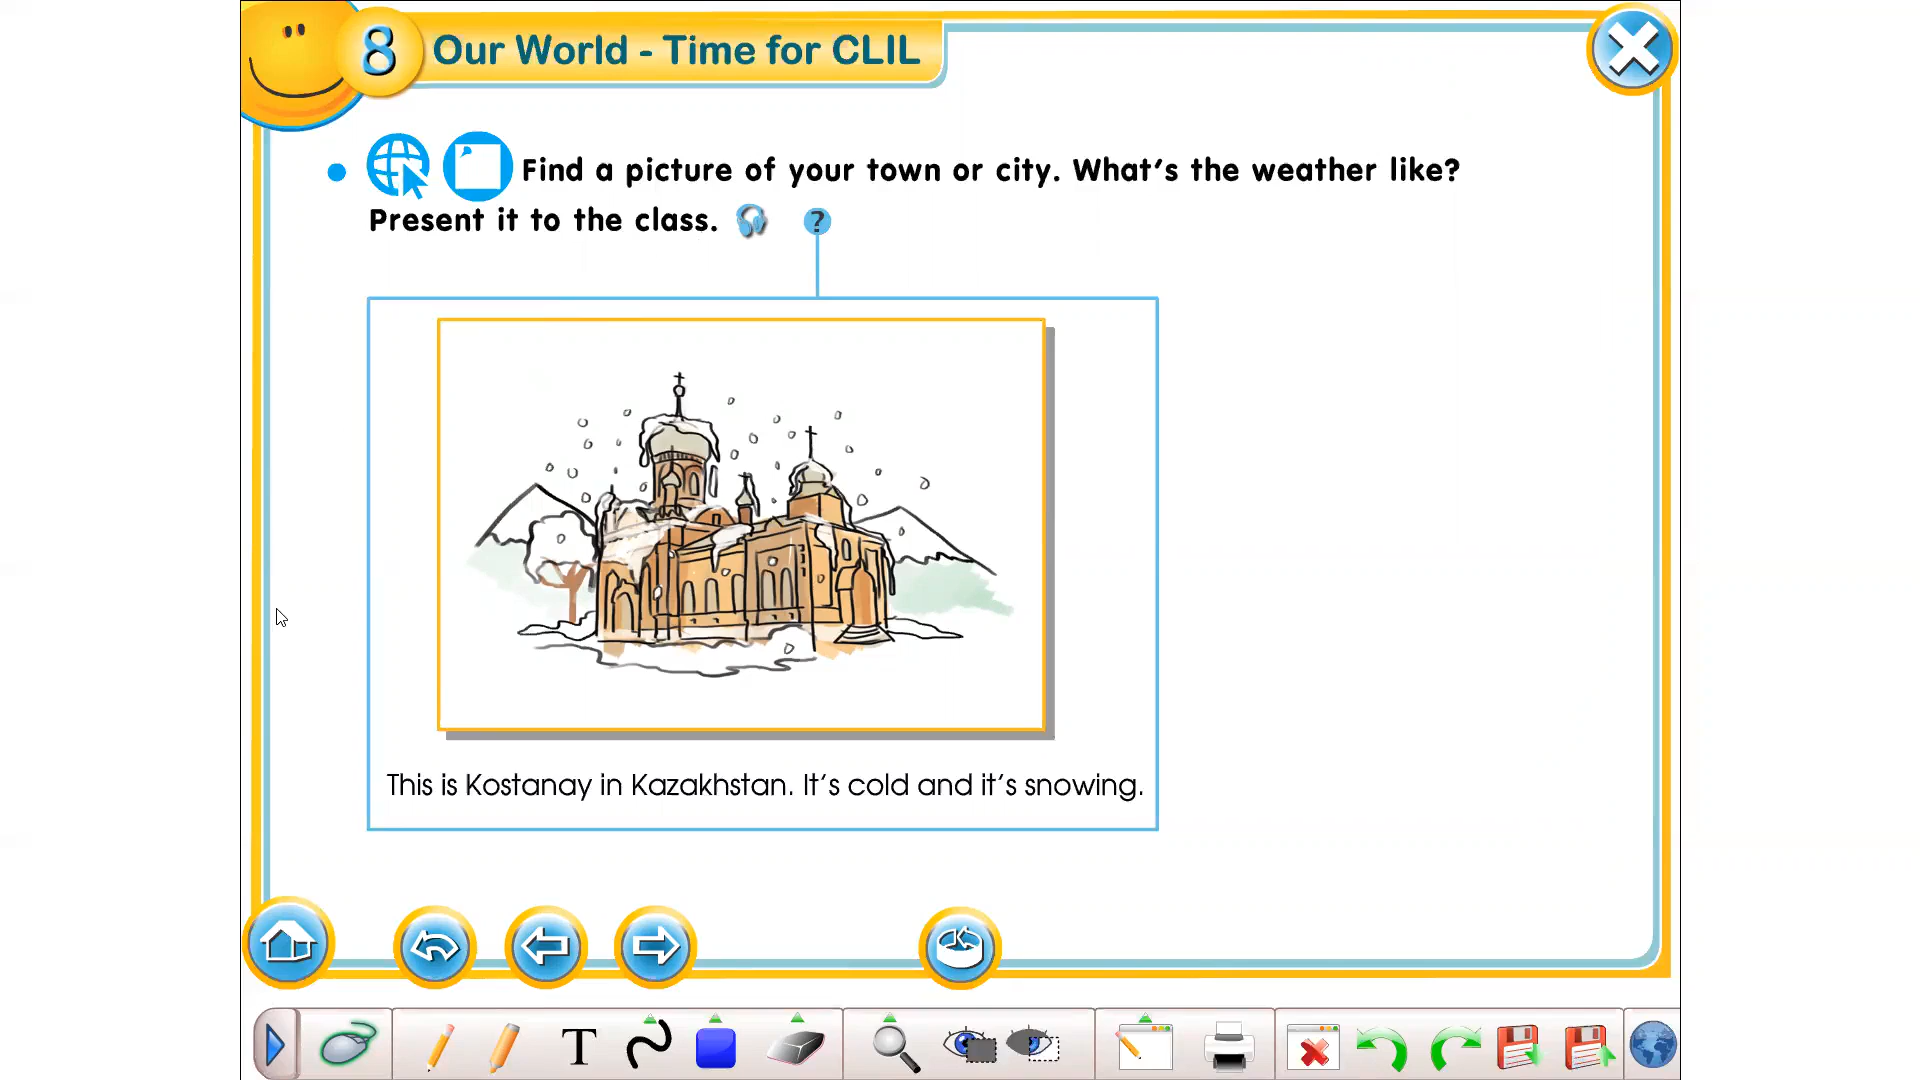 8 Our World - Time for CLIL
Find a picture of your town or city. What's the weather like?
Present it to the class. ?
This is Kostanay in Kazakhstan. It's cold and it's snowing.
T